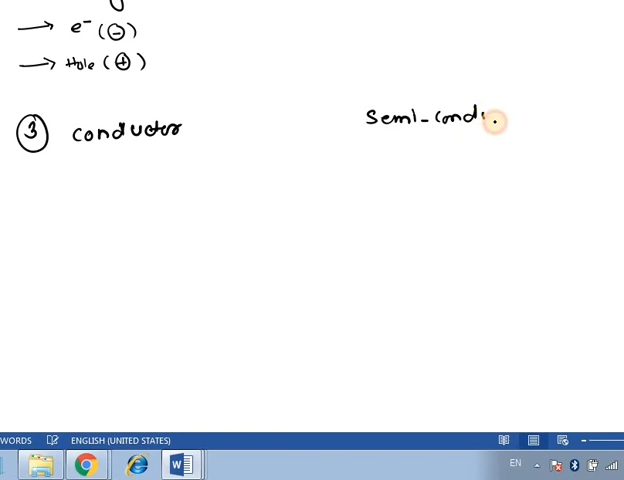 → e⁻ (⊖)
→ Hole (⊕)
③ conductor
Semi-cond
WORDS ENGLISH (UNITED STATES)
EN